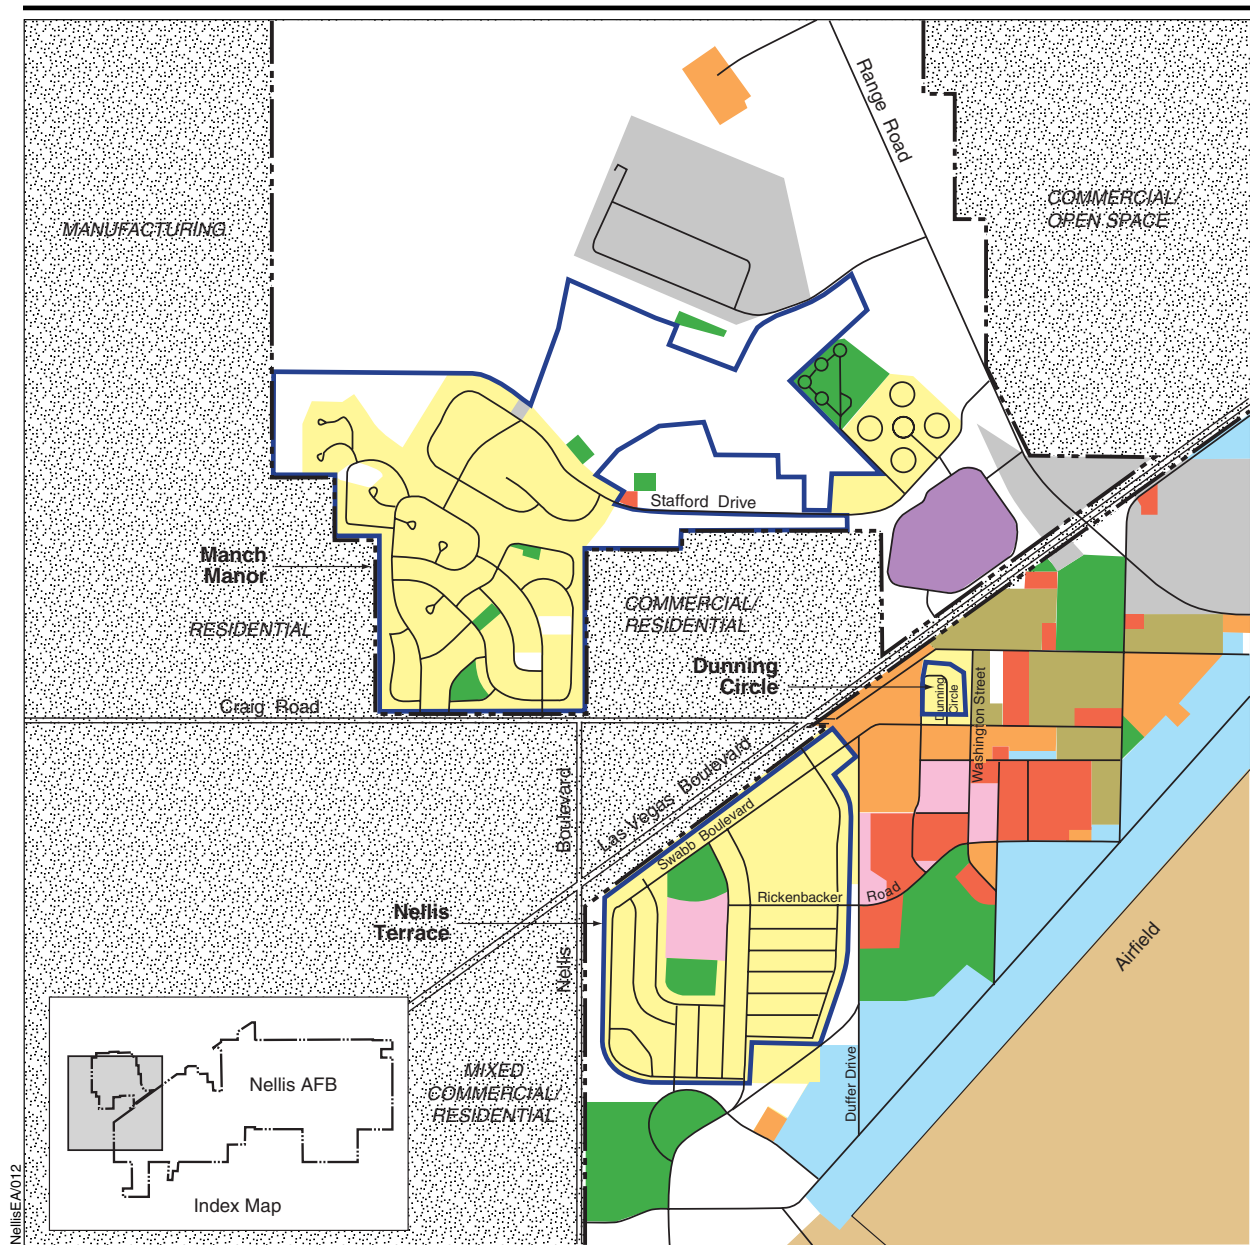 Range Road
COMMERCIAL/
OPEN SPACE
MANUFACTURING
Stafford Drive
Manch
Manor
RESIDENTIAL
COMMERCIAL/
RESIDENTIAL
Dunning
Circle
Dunning
Circle
Washington Street
Craig Road
Las Vegas Boulevard
Swabb Boulevard
Nellis Boulevard
Rickenbacker Road
Nellis
Terrace
Airfield
MIXED
COMMERCIAL/
RESIDENTIAL
Duffer Drive
Nellis AFB
Index Map
NellisEA/012